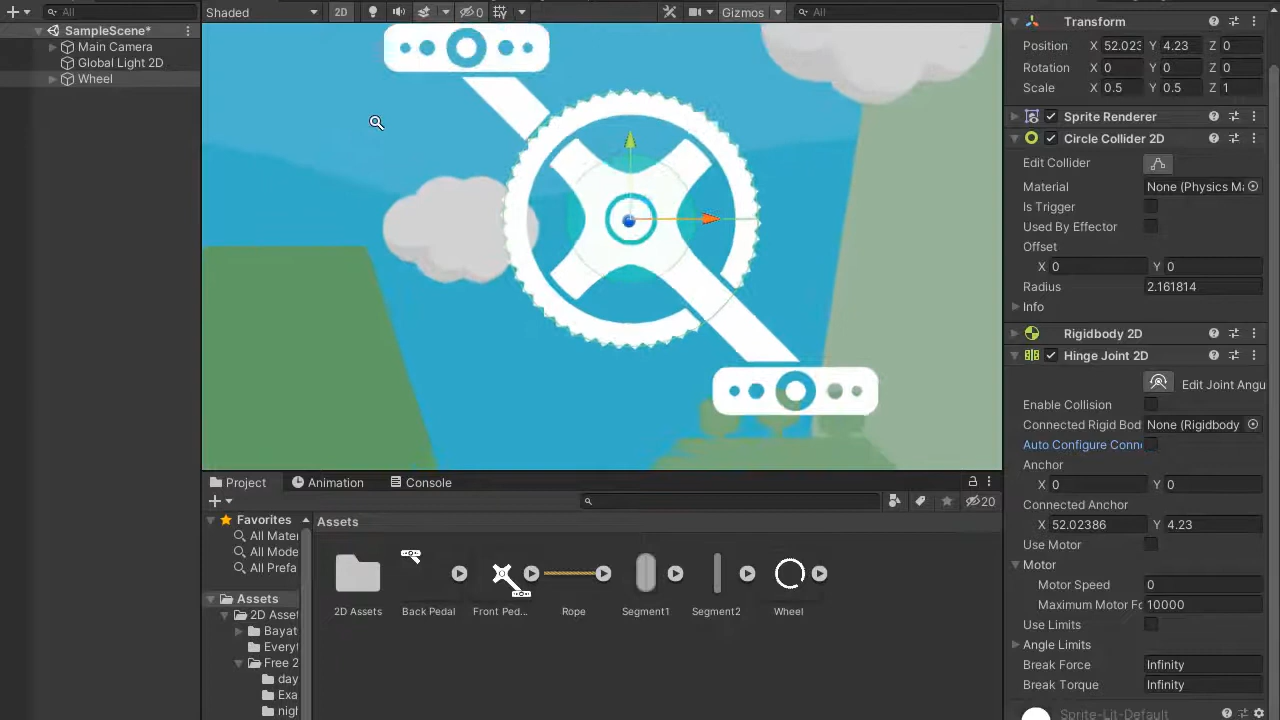 All
Shaded
2D
0
Gizmos
All
SampleScene*
Main Camera
Global Light 2D
Wheel
Transform
Position X 52.023 Y 4.23 Z 0
Rotation X 0 Y 0 Z 0
Scale X 0.5 Y 0.5 Z 1
Sprite Renderer
Circle Collider 2D
Edit Collider
Material None (Physics Ma
Is Trigger
Used By Effector
Offset
X 0 Y 0
Radius 2.161814
Info
Rigidbody 2D
Hinge Joint 2D
Edit Joint Angu
Enable Collision
Connected Rigid Bod None (Rigidbody
Auto Configure Conne
Anchor
X 0 Y 0
Connected Anchor
X 52.02386 Y 4.23
Use Motor
Motor
Motor Speed 0
Maximum Motor Fo 10000
Use Limits
Angle Limits
Break Force Infinity
Break Torque Infinity
Sprite-Lit-Default
Project
Animation
Console
20
Favorites
All Mater
All Mode
All Prefa
Assets
2D Asset
Bayat
Everyt
Free 2
day
Exa
nigh
Assets
2D Assets
Back Pedal
Front Ped...
Rope
Segment1
Segment2
Wheel